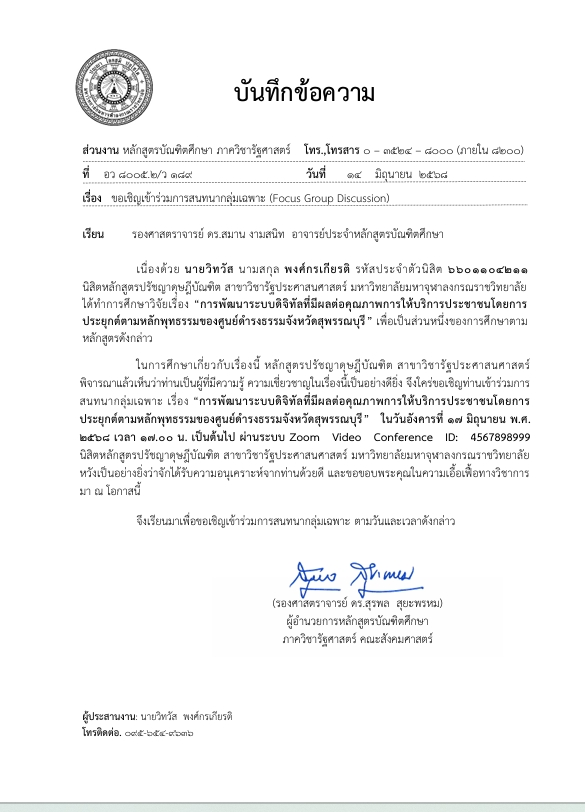 บันทึกข้อความ
ส่วนงาน หลักสูตรบัณฑิตศึกษา ภาควิชารัฐศาสตร์ โทร.,โทรสาร ๐ – ๓๕๒๔ – ๘๐๐๐ (ภายใน ๘๒๐๐)
ที่ อว ๘๐๐๕.๒/ว ๑๘๙ วันที่ ๑๔ มิถุนายน ๒๕๖๘
เรื่อง ขอเชิญเข้าร่วมการสนทนากลุ่มเฉพาะ (Focus Group Discussion)
เรียน รองศาสตราจารย์ ดร.สมาน งามสนิท อาจารย์ประจำหลักสูตรบัณฑิตศึกษา
เนื่องด้วย นายวิทวัส นามสกุล พงศ์กรเกียรติ รหัสประจำตัวนิสิต ๖๖๐๑๑๐๔๒๑๑
นิสิตหลักสูตรปรัชญาดุษฎีบัณฑิต สาขาวิชารัฐประศาสนศาสตร์ มหาวิทยาลัยมหาจุฬาลงกรณราชวิทยาลัย
ได้ทำการศึกษาวิจัยเรื่อง "การพัฒนาระบบดิจิทัลที่มีผลต่อคุณภาพการให้บริการประชาชนโดยการ
ประยุกต์ตามหลักพุทธรรมของศูนย์ดำรงธรรมจังหวัดสุพรรณบุรี" เพื่อเป็นส่วนหนึ่งของการศึกษาตาม
หลักสูตรดังกล่าว
ในการศึกษาเกี่ยวกับเรื่องนี้ หลักสูตรปรัชญาดุษฎีบัณฑิต สาขาวิชารัฐประศาสนศาสตร์
พิจารณาแล้วเห็นว่าท่านเป็นผู้ที่มีความรู้ ความเชี่ยวชาญในเรื่องนี้เป็นอย่างดียิ่ง จึงใคร่ขอเชิญท่านเข้าร่วมการ
สนทนากลุ่มเฉพาะ เรื่อง "การพัฒนาระบบดิจิทัลที่มีผลต่อคุณภาพการให้บริการประชาชนโดยการ
ประยุกต์ตามหลักพุทธรรมของศูนย์ดำรงธรรมจังหวัดสุพรรณบุรี" ในวันอังคารที่ ๑๗ มิถุนายน พ.ศ.
๒๕๖๘ เวลา ๑๗.๐๐ น. เป็นต้นไป ผ่านระบบ Zoom Video Conference ID: 4567898999
นิสิตหลักสูตรปรัชญาดุษฎีบัณฑิต สาขาวิชารัฐประศาสนศาสตร์ มหาวิทยาลัยมหาจุฬาลงกรณราชวิทยาลัย
หวังเป็นอย่างยิ่งว่าจักได้รับความอนุเคราะห์จากท่านด้วยดี และขอขอบพระคุณในความเอื้อเฟื้อทางวิชาการ
มา ณ โอกาสนี้
จึงเรียนมาเพื่อขอเชิญเข้าร่วมการสนทนากลุ่มเฉพาะ ตามวันและเวลาดังกล่าว
(รองศาสตราจารย์ ดร.สุรพล สุยะพรหม)
ผู้อำนวยการหลักสูตรบัณฑิตศึกษา
ภาควิชารัฐศาสตร์ คณะสังคมศาสตร์
ผู้ประสานงาน: นายวิทวัส พงศ์กรเกียรติ
โทรติดต่อ. ๐๙๕-๖๕๔-๙๖๓๖